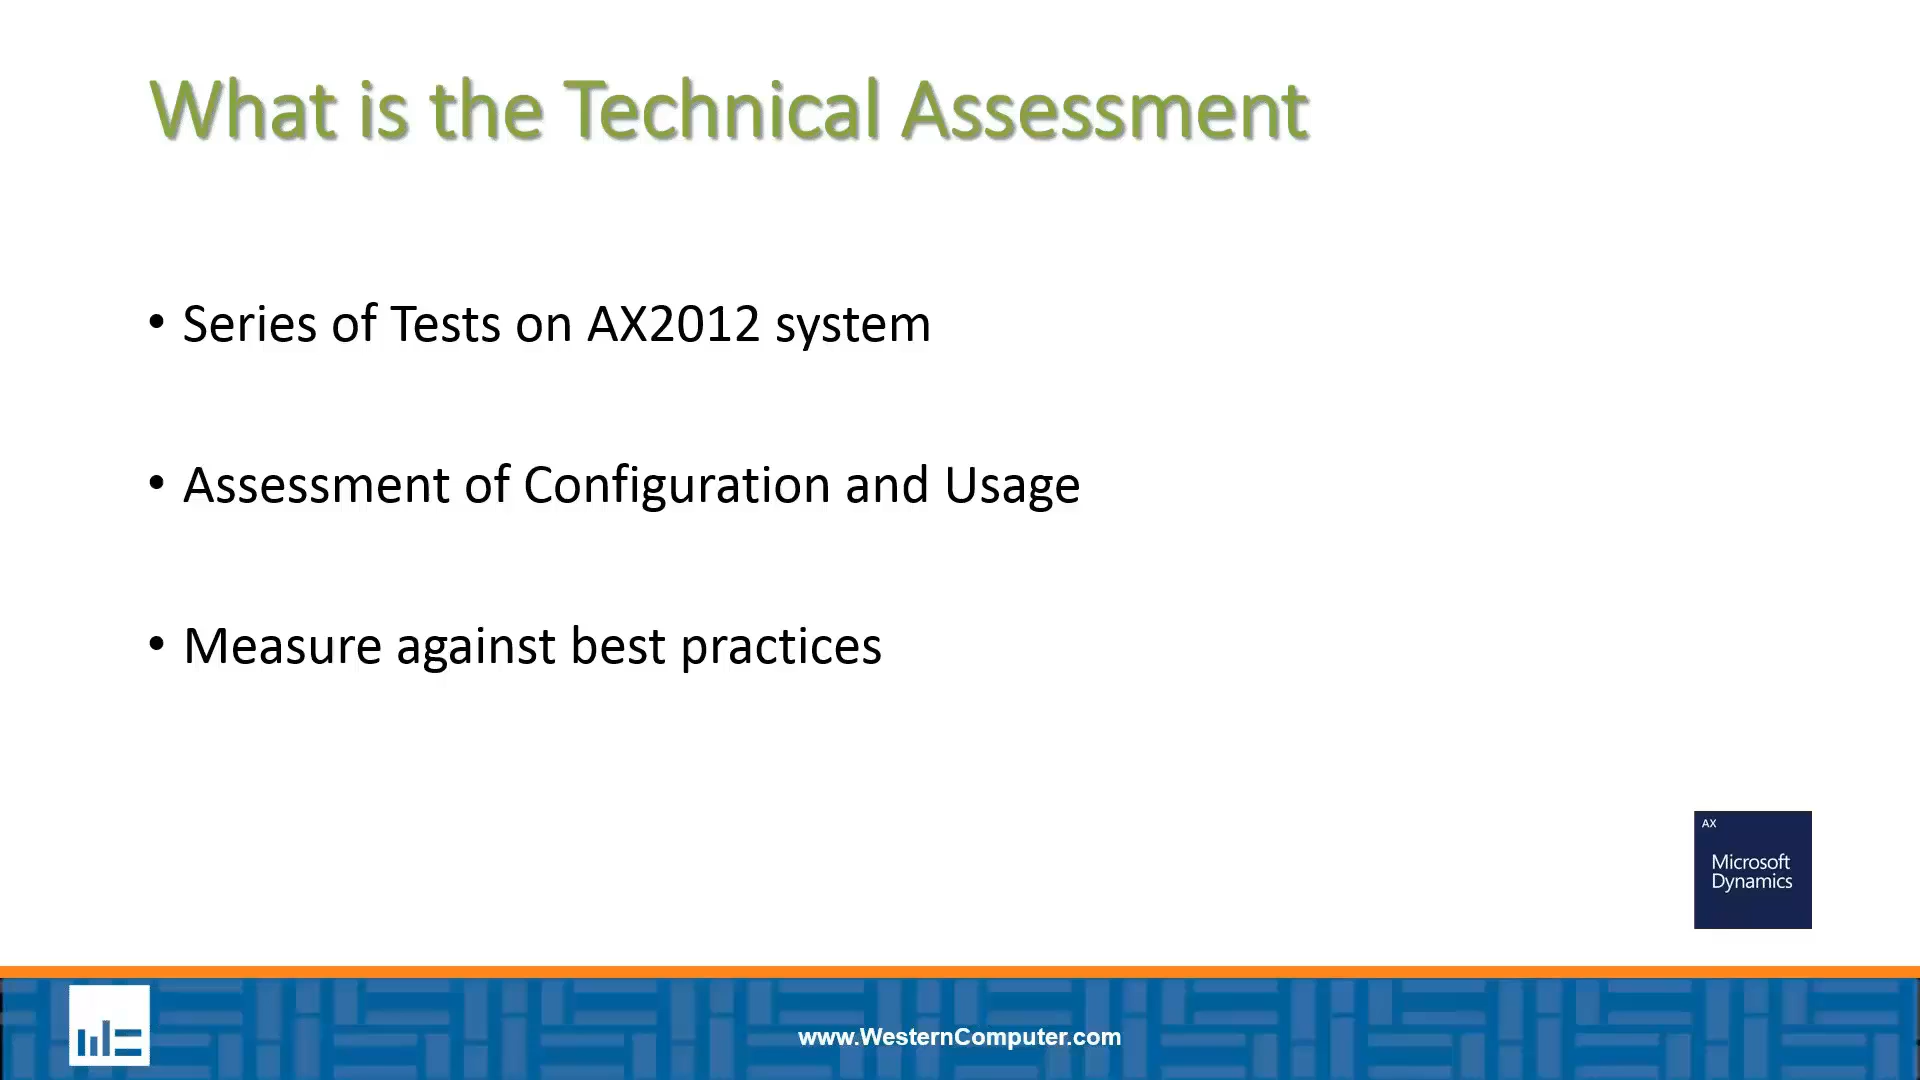 What is the Technical Assessment
• Series of Tests on AX2012 system
• Assessment of Configuration and Usage
• Measure against best practices
AX
Microsoft
Dynamics
www.WesternComputer.com